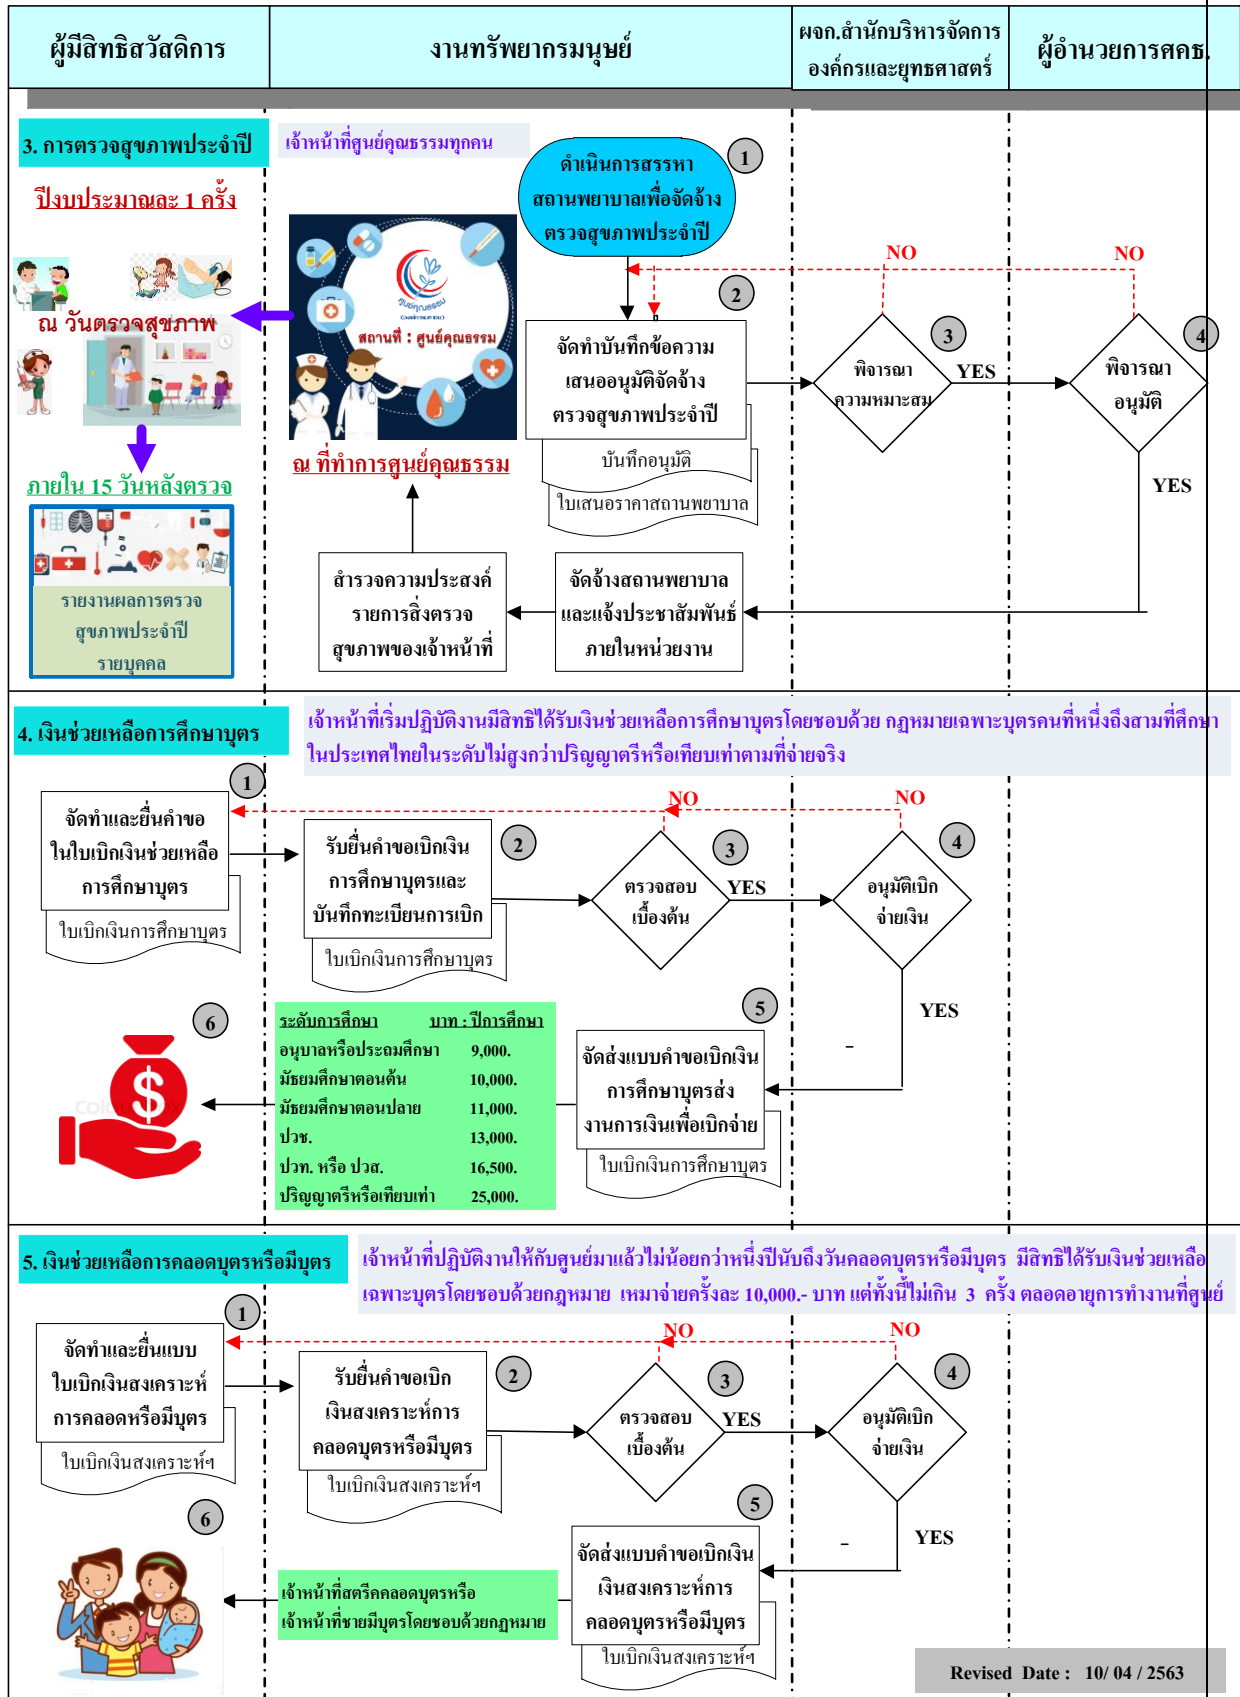 ผู้มีสิทธิสวัสดิการ
งานทรัพยากรมนุษย์
ผจก.สำนักบริหารจัดการ
องค์กรและยุทธศาสตร์
ผู้อำนวยการศคธ.
3. การตรวจสุขภาพประจำปี
ปีงบประมาณละ 1 ครั้ง
เจ้าหน้าที่ศูนย์คุณธรรมทุกคน
1
ดำเนินการสรรหา
สถานพยาบาลเพื่อจัดจ้าง
ตรวจสุขภาพประจำปี
NO
NO
2
ศูนย์คุณธรรม
(องค์การมหาชน)
สถานที่ : ศูนย์คุณธรรม
ณ วันตรวจสุขภาพ
จัดทำบันทึกข้อความ
เสนออนุมัติจัดจ้าง
ตรวจสุขภาพประจำปี
บันทึกอนุมัติ
ใบเสนอราคาสถานพยาบาล
3
พิจารณา
ความหมาะสม
YES
4
พิจารณา
อนุมัติ
YES
ณ ที่ทำการศูนย์คุณธรรม
ภายใน 15 วันหลังตรวจ
รายงานผลการตรวจ
สุขภาพประจำปี
รายบุคคล
สำรวจความประสงค์
รายการสิ่งตรวจ
สุขภาพของเจ้าหน้าที่
จัดจ้างสถานพยาบาล
และแจ้งประชาสัมพันธ์
ภายในหน่วยงาน
4. เงินช่วยเหลือการศึกษาบุตร
เจ้าหน้าที่เริ่มปฏิบัติงานมีสิทธิได้รับเงินช่วยเหลือการศึกษาบุตรโดยชอบด้วย กฎหมายเฉพาะบุตรคนที่หนึ่งถึงสามที่ศึกษา
ในประเทศไทยในระดับไม่สูงกว่าปริญญาตรีหรือเทียบเท่าตามที่จ่ายจริง
1
จัดทำและยื่นคำขอ
ในใบเบิกเงินช่วยเหลือ
การศึกษาบุตร
ใบเบิกเงินการศึกษาบุตร
2
รับยื่นคำขอเบิกเงิน
การศึกษาบุตรและ
บันทึกทะเบียนการเบิก
ใบเบิกเงินการศึกษาบุตร
NO
3
ตรวจสอบ
เบื้องต้น
YES
NO
4
อนุมัติเบิก
จ่ายเงิน
YES
–
5
จัดส่งแบบคำขอเบิกเงิน
การศึกษาบุตรส่ง
งานการเงินเพื่อเบิกจ่าย
ใบเบิกเงินการศึกษาบุตร
ระดับการศึกษา บาท : ปีการศึกษา
อนุบาลหรือประถมศึกษา 9,000.
มัธยมศึกษาตอนต้น 10,000.
มัธยมศึกษาตอนปลาย 11,000.
ปวช. 13,000.
ปวท. หรือ ปวส. 16,500.
ปริญญาตรีหรือเทียบเท่า 25,000.
6
$
5. เงินช่วยเหลือการคลอดบุตรหรือมีบุตร
เจ้าหน้าที่ปฏิบัติงานให้กับศูนย์มาแล้วไม่น้อยกว่าหนึ่งปีนับถึงวันคลอดบุตรหรือมีบุตร มีสิทธิได้รับเงินช่วยเหลือ
เฉพาะบุตรโดยชอบด้วยกฎหมาย เหมาจ่ายครั้งละ 10,000.- บาท แต่ทั้งนี้ไม่เกิน 3 ครั้ง ตลอดอายุการทำงานที่ศูนย์
1
จัดทำและยื่นแบบ
ใบเบิกเงินสงเคราะห์
การคลอดหรือมีบุตร
ใบเบิกเงินสงเคราะห์ฯ
2
รับยื่นคำขอเบิก
เงินสงเคราะห์การ
คลอดบุตรหรือมีบุตร
ใบเบิกเงินสงเคราะห์ฯ
NO
3
ตรวจสอบ
เบื้องต้น
YES
NO
4
อนุมัติเบิก
จ่ายเงิน
YES
–
5
จัดส่งแบบคำขอเบิกเงิน
เงินสงเคราะห์การ
คลอดบุตรหรือมีบุตร
ใบเบิกเงินสงเคราะห์ฯ
เจ้าหน้าที่สตรีคคลอดบุตรหรือ
เจ้าหน้าที่ชายมีบุตรโดยชอบด้วยกฏหมาย
6
Revised Date : 10/ 04 / 2563